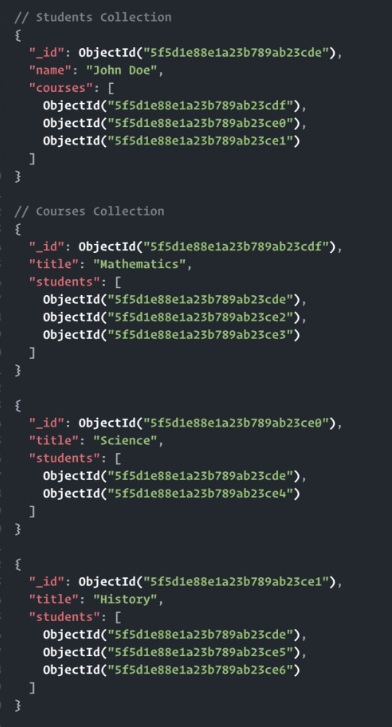 // Students Collection
{
  "_id": ObjectId("5f5d1e88e1a23b789ab23cde"),
  "name": "John Doe",
  "courses": [
    ObjectId("5f5d1e88e1a23b789ab23cdf"),
    ObjectId("5f5d1e88e1a23b789ab23ce0"),
    ObjectId("5f5d1e88e1a23b789ab23ce1")
  ]
}
// Courses Collection
{
  "_id": ObjectId("5f5d1e88e1a23b789ab23cdf"),
  "title": "Mathematics",
  "students": [
    ObjectId("5f5d1e88e1a23b789ab23cde"),
    ObjectId("5f5d1e88e1a23b789ab23ce2"),
    ObjectId("5f5d1e88e1a23b789ab23ce3")
  ]
}
{
  "_id": ObjectId("5f5d1e88e1a23b789ab23ce0"),
  "title": "Science",
  "students": [
    ObjectId("5f5d1e88e1a23b789ab23cde"),
    ObjectId("5f5d1e88e1a23b789ab23ce4")
  ]
}
{
  "_id": ObjectId("5f5d1e88e1a23b789ab23ce1"),
  "title": "History",
  "students": [
    ObjectId("5f5d1e88e1a23b789ab23cde"),
    ObjectId("5f5d1e88e1a23b789ab23ce5"),
    ObjectId("5f5d1e88e1a23b789ab23ce6")
  ]
}